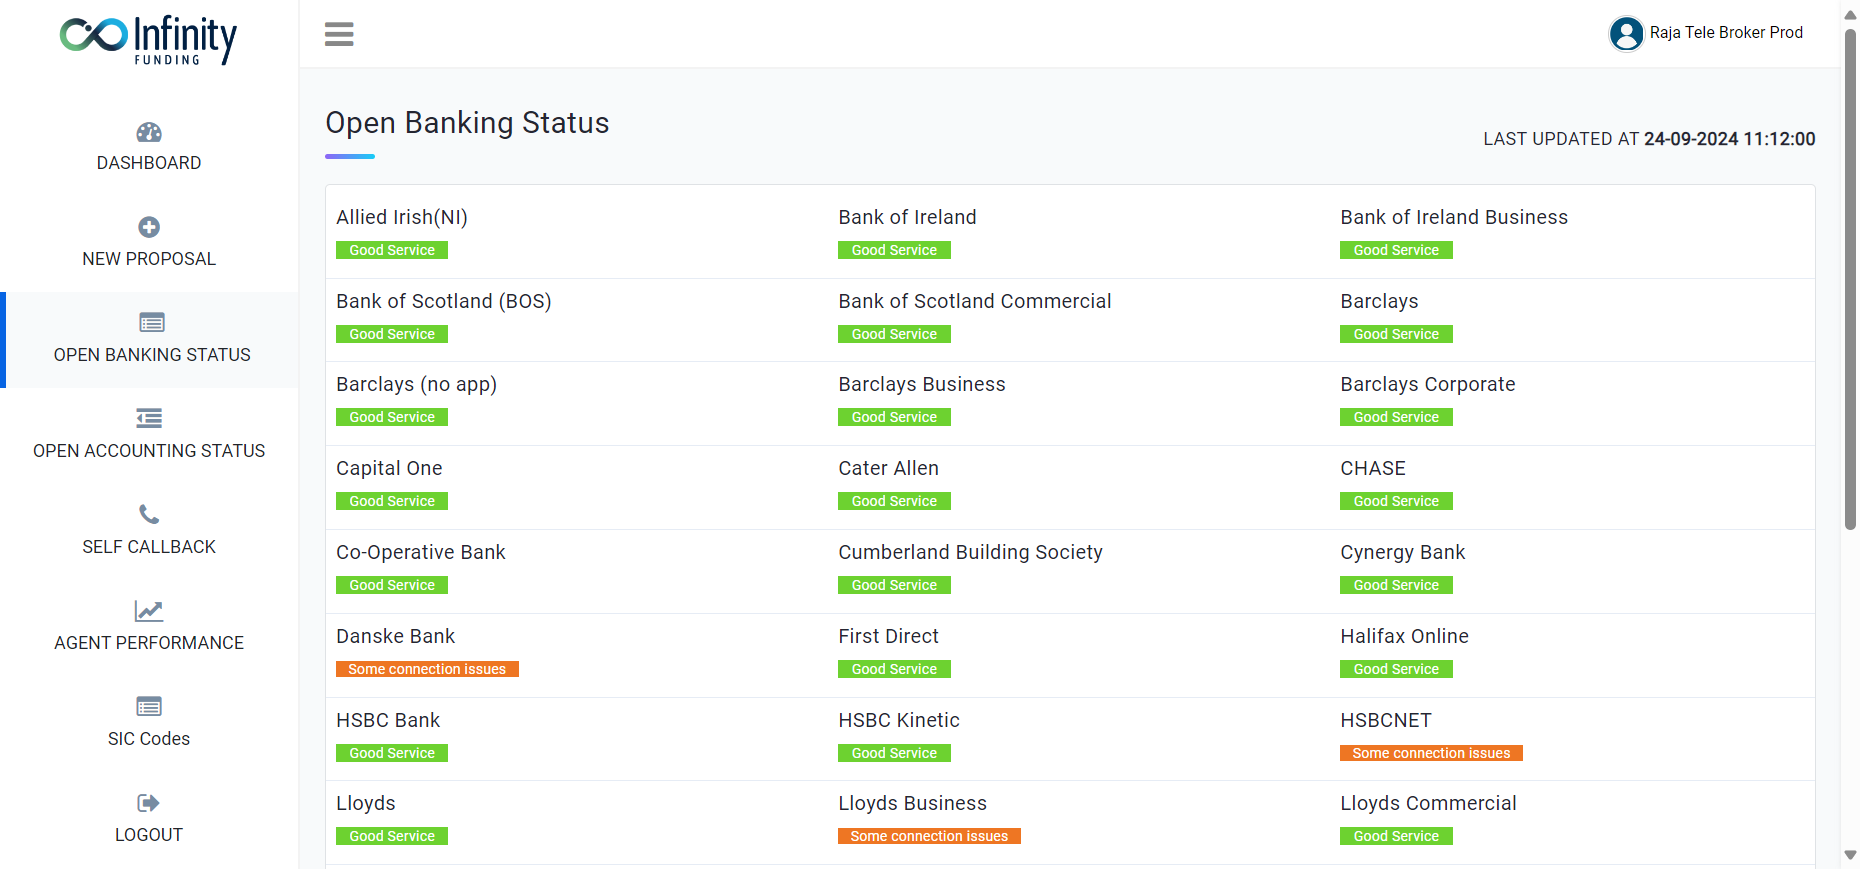 Infinity
FUNDING
Raja Tele Broker Prod
DASHBOARD
NEW PROPOSAL
OPEN BANKING STATUS
OPEN ACCOUNTING STATUS
SELF CALLBACK
AGENT PERFORMANCE
SIC Codes
LOGOUT
Open Banking Status
LAST UPDATED AT 24-09-2024 11:12:00
Allied Irish(NI)
Good Service
Bank of Ireland
Good Service
Bank of Ireland Business
Good Service
Bank of Scotland (BOS)
Good Service
Bank of Scotland Commercial
Good Service
Barclays
Good Service
Barclays (no app)
Good Service
Barclays Business
Good Service
Barclays Corporate
Good Service
Capital One
Good Service
Cater Allen
Good Service
CHASE
Good Service
Co-Operative Bank
Good Service
Cumberland Building Society
Good Service
Cynergy Bank
Good Service
Danske Bank
Some connection issues
First Direct
Good Service
Halifax Online
Good Service
HSBC Bank
Good Service
HSBC Kinetic
Good Service
HSBCNET
Some connection issues
Lloyds
Good Service
Lloyds Business
Some connection issues
Lloyds Commercial
Good Service